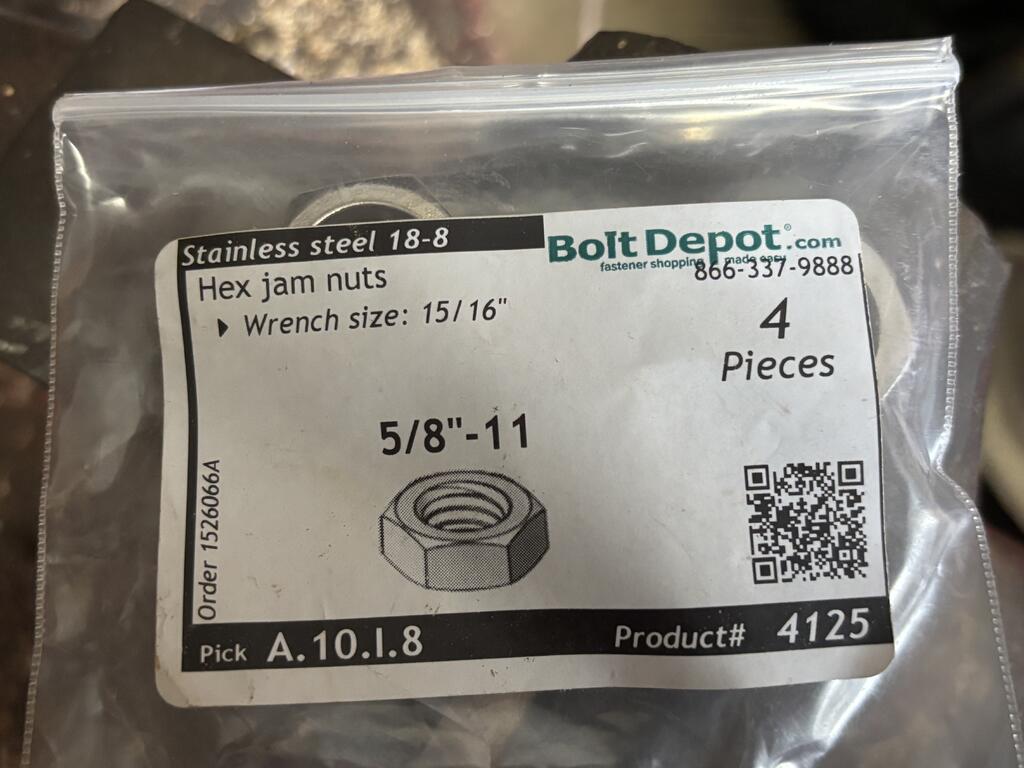 Stainless steel 18-8
Bolt Depot®.com
fastener shopping made easy
866-337-9888
Hex jam nuts
Wrench size: 15/16"
4
Pieces
5/8"-11
Order 1526066A
Pick A.10.I.8
Product# 4125